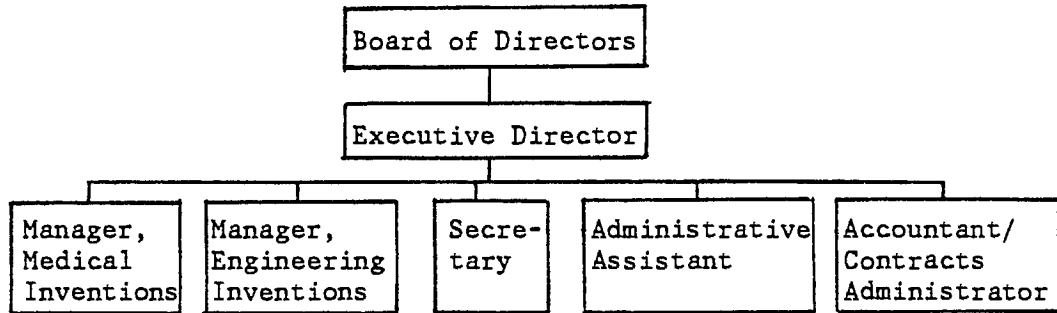 Board of Directors
Executive Director
Manager,
Medical
Inventions
Manager,
Engineering
Inventions
Secre-
tary
Administrative
Assistant
Accountant/
Contracts
Administrator